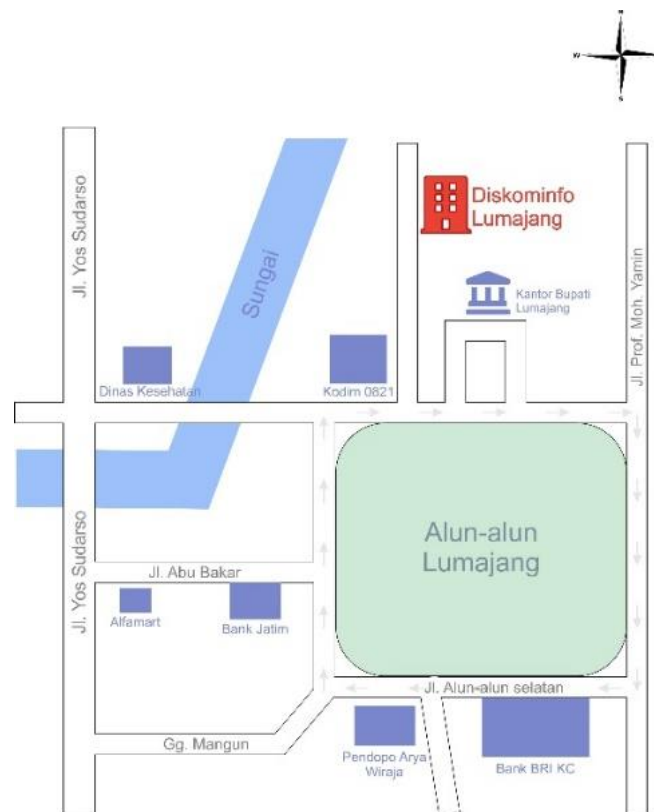 N
W
S
Jl. Yos Sudarso
Sungai
Diskominfo
Lumajang
Kantor Bupati
Lumajang
Jl. Prof. Moh. Yamin
Dinas Kesehatan
Kodim 0821
Alun-alun
Lumajang
Jl. Yos Sudarso
Jl. Abu Bakar
Alfamart
Bank Jatim
Jl. Alun-alun selatan
Gg. Mangun
Pendopo Arya
Wiraja
Bank BRI KC